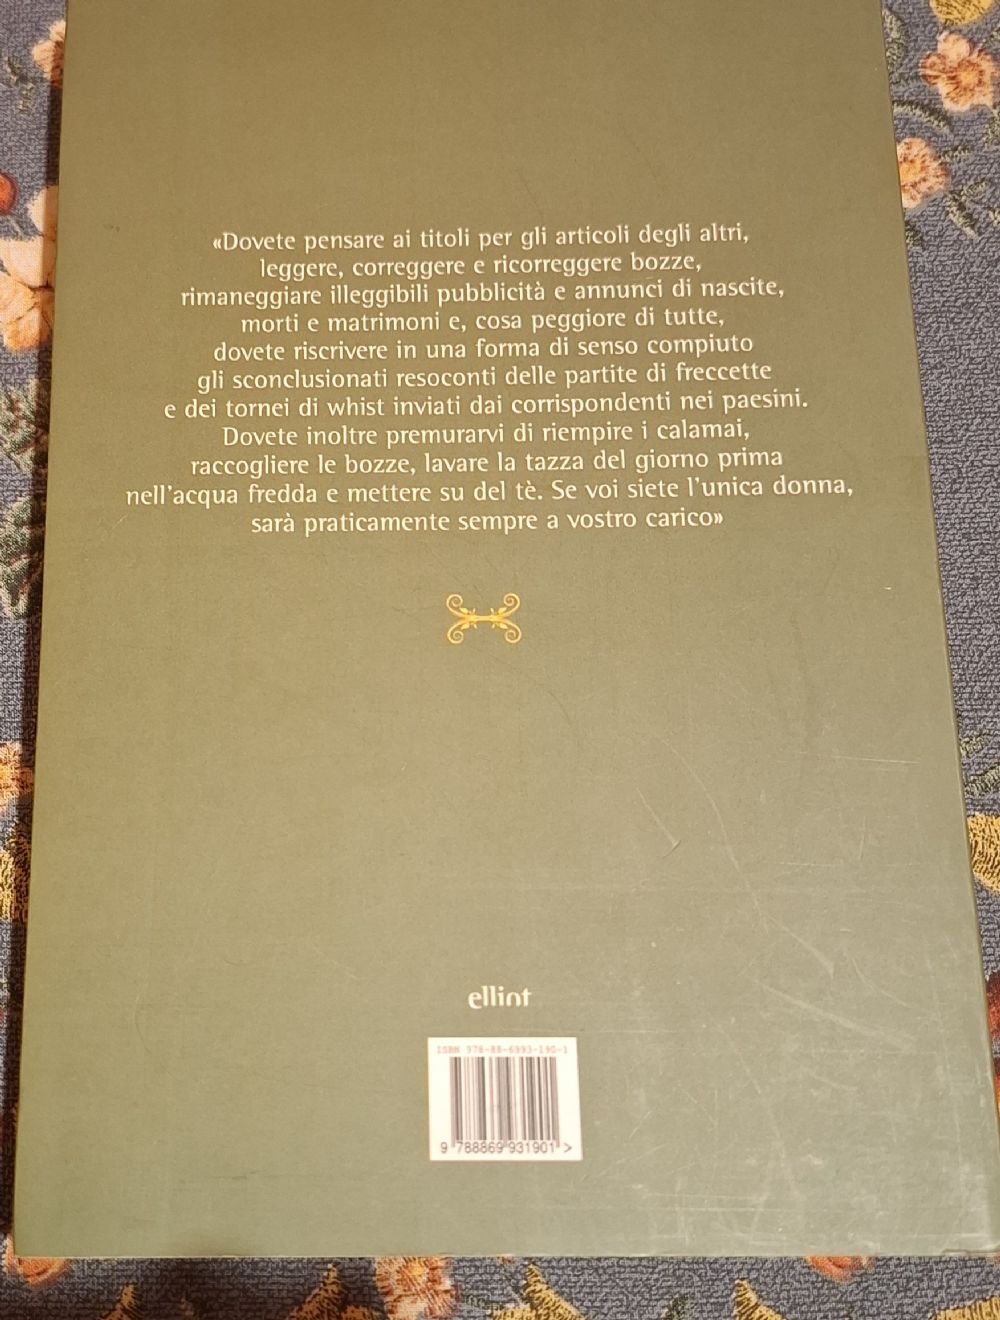 «Dovete pensare ai titoli per gli articoli degli altri,
leggere, correggere e ricorreggere bozze,
rimaneggiare illeggibili pubblicità e annunci di nascite,
morti e matrimoni e, cosa peggiore di tutte,
dovete riscrivere in una forma di senso compiuto
gli sconclusionati resoconti delle partite di freccette
e dei tornei di whist inviati dai corrispondenti nei paesini.
Dovete inoltre premurarvi di riempire i calamai,
raccogliere le bozze, lavare la tazza del giorno prima
nell'acqua fredda e mettere su del tè. Se voi siete l'unica donna,
sarà praticamente sempre a vostro carico»
elliot
ISBN 978-88-6993-190-1
9 788869 931901 >